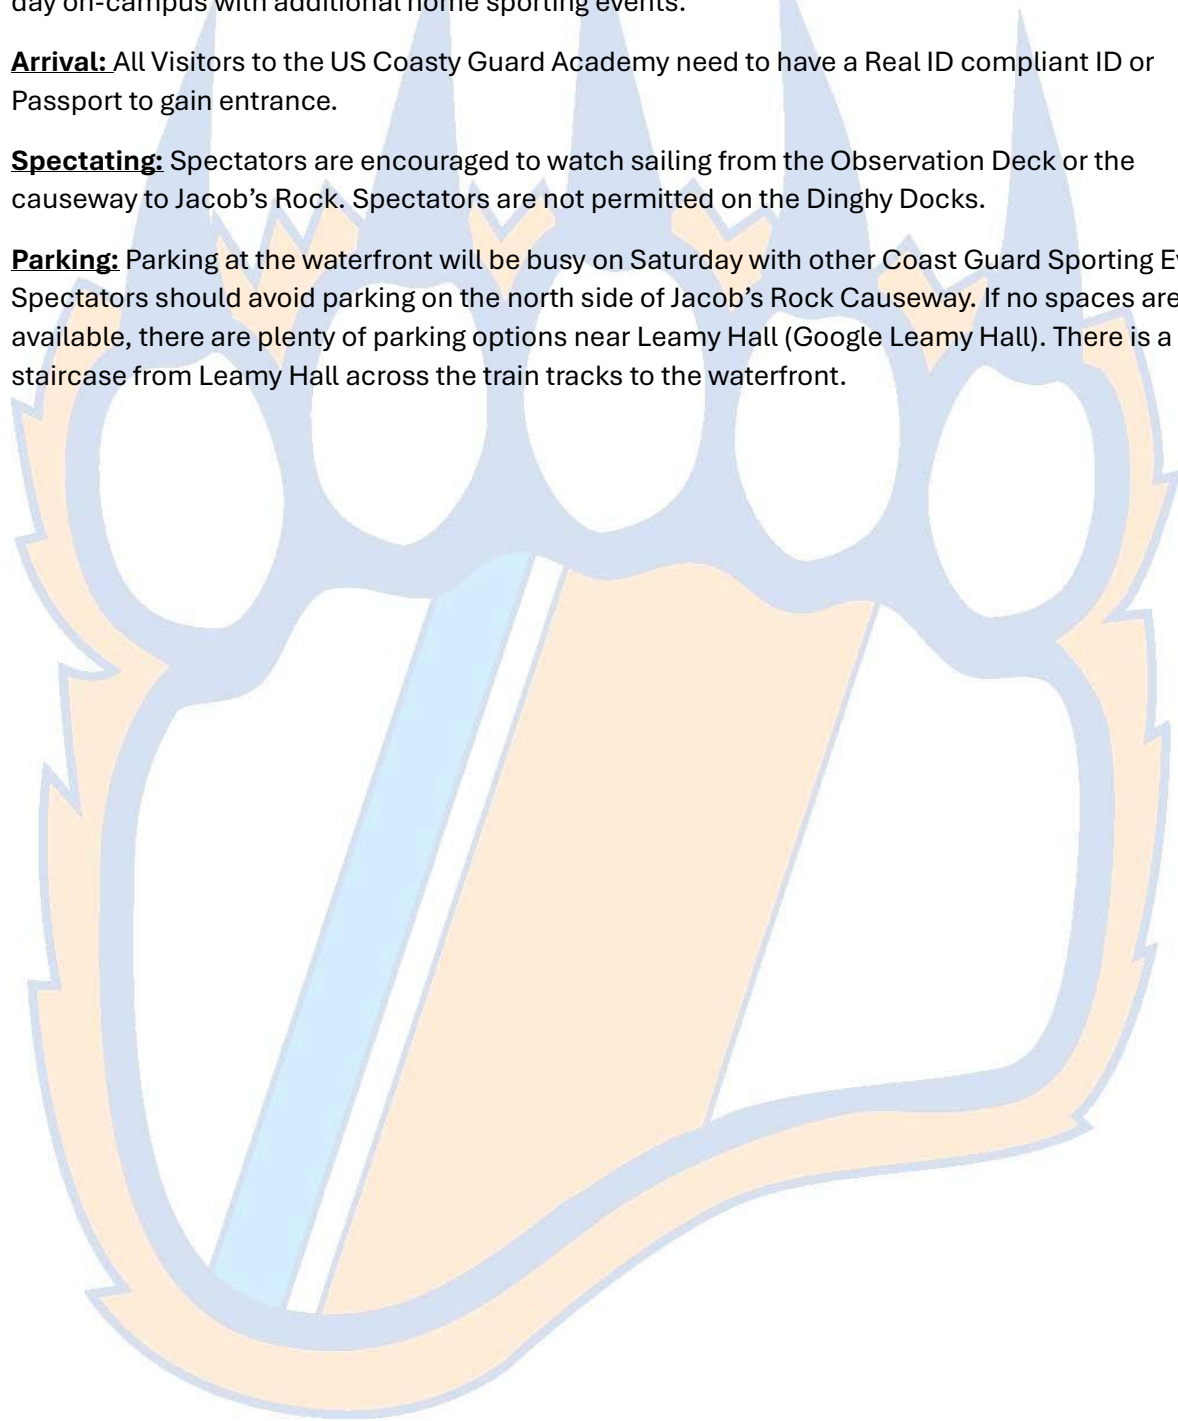 day on-campus with additional home sporting events.
Arrival: All Visitors to the US Coasty Guard Academy need to have a Real ID compliant ID or
Passport to gain entrance.
Spectating: Spectators are encouraged to watch sailing from the Observation Deck or the
causeway to Jacob’s Rock. Spectators are not permitted on the Dinghy Docks.
Parking: Parking at the waterfront will be busy on Saturday with other Coast Guard Sporting
Spectators should avoid parking on the north side of Jacob’s Rock Causeway. If no spaces are
available, there are plenty of parking options near Leamy Hall (Google Leamy Hall). There is a
staircase from Leamy Hall across the train tracks to the waterfront.